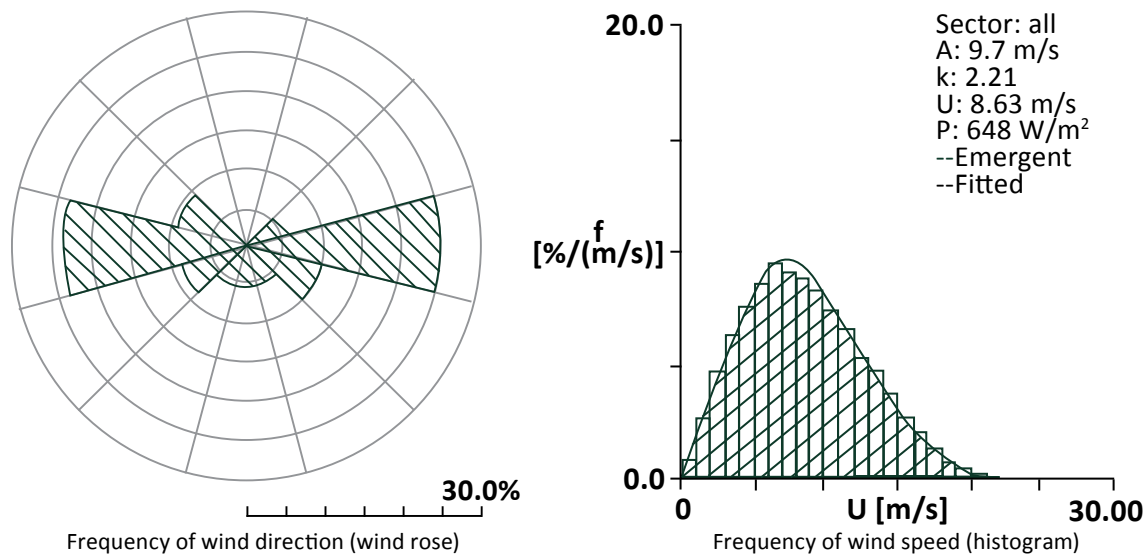 30.0%
Frequency of wind direction (wind rose)
20.0
Sector: all
A: 9.7 m/s
k: 2.21
U: 8.63 m/s
P: 648 W/m²
--Emergent
--Fitted
f
[%/(m/s)]
0.0
0
U [m/s]
30.00
Frequency of wind speed (histogram)